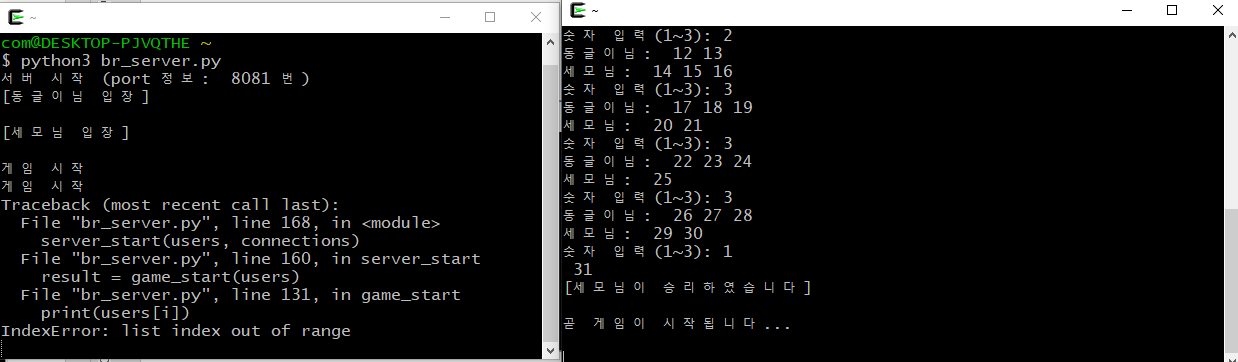 ~
com@DESKTOP-PJVQTHE ~
$ python3 br_server.py
서버 시작 (port 정보: 8081 번)
[동글이님 입장]
[세모님 입장]
게임 시작
게임 시작
Traceback (most recent call last):
File "br_server.py", line 168, in <module>
server_start(users, connections)
File "br_server.py", line 160, in server_start
result = game_start(users)
File "br_server.py", line 131, in game_start
print(users[i])
IndexError: list index out of range
~
숫자 입력(1~3): 2
동글이님: 12 13
세모님: 14 15 16
숫자 입력(1~3): 3
동글이님: 17 18 19
세모님: 20 21
숫자 입력(1~3): 3
동글이님: 22 23 24
세모님: 25
숫자 입력(1~3): 3
동글이님: 26 27 28
세모님: 29 30
숫자 입력(1~3): 1
31
[세모님이 승리하였습니다]
곧 게임이 시작됩니다...